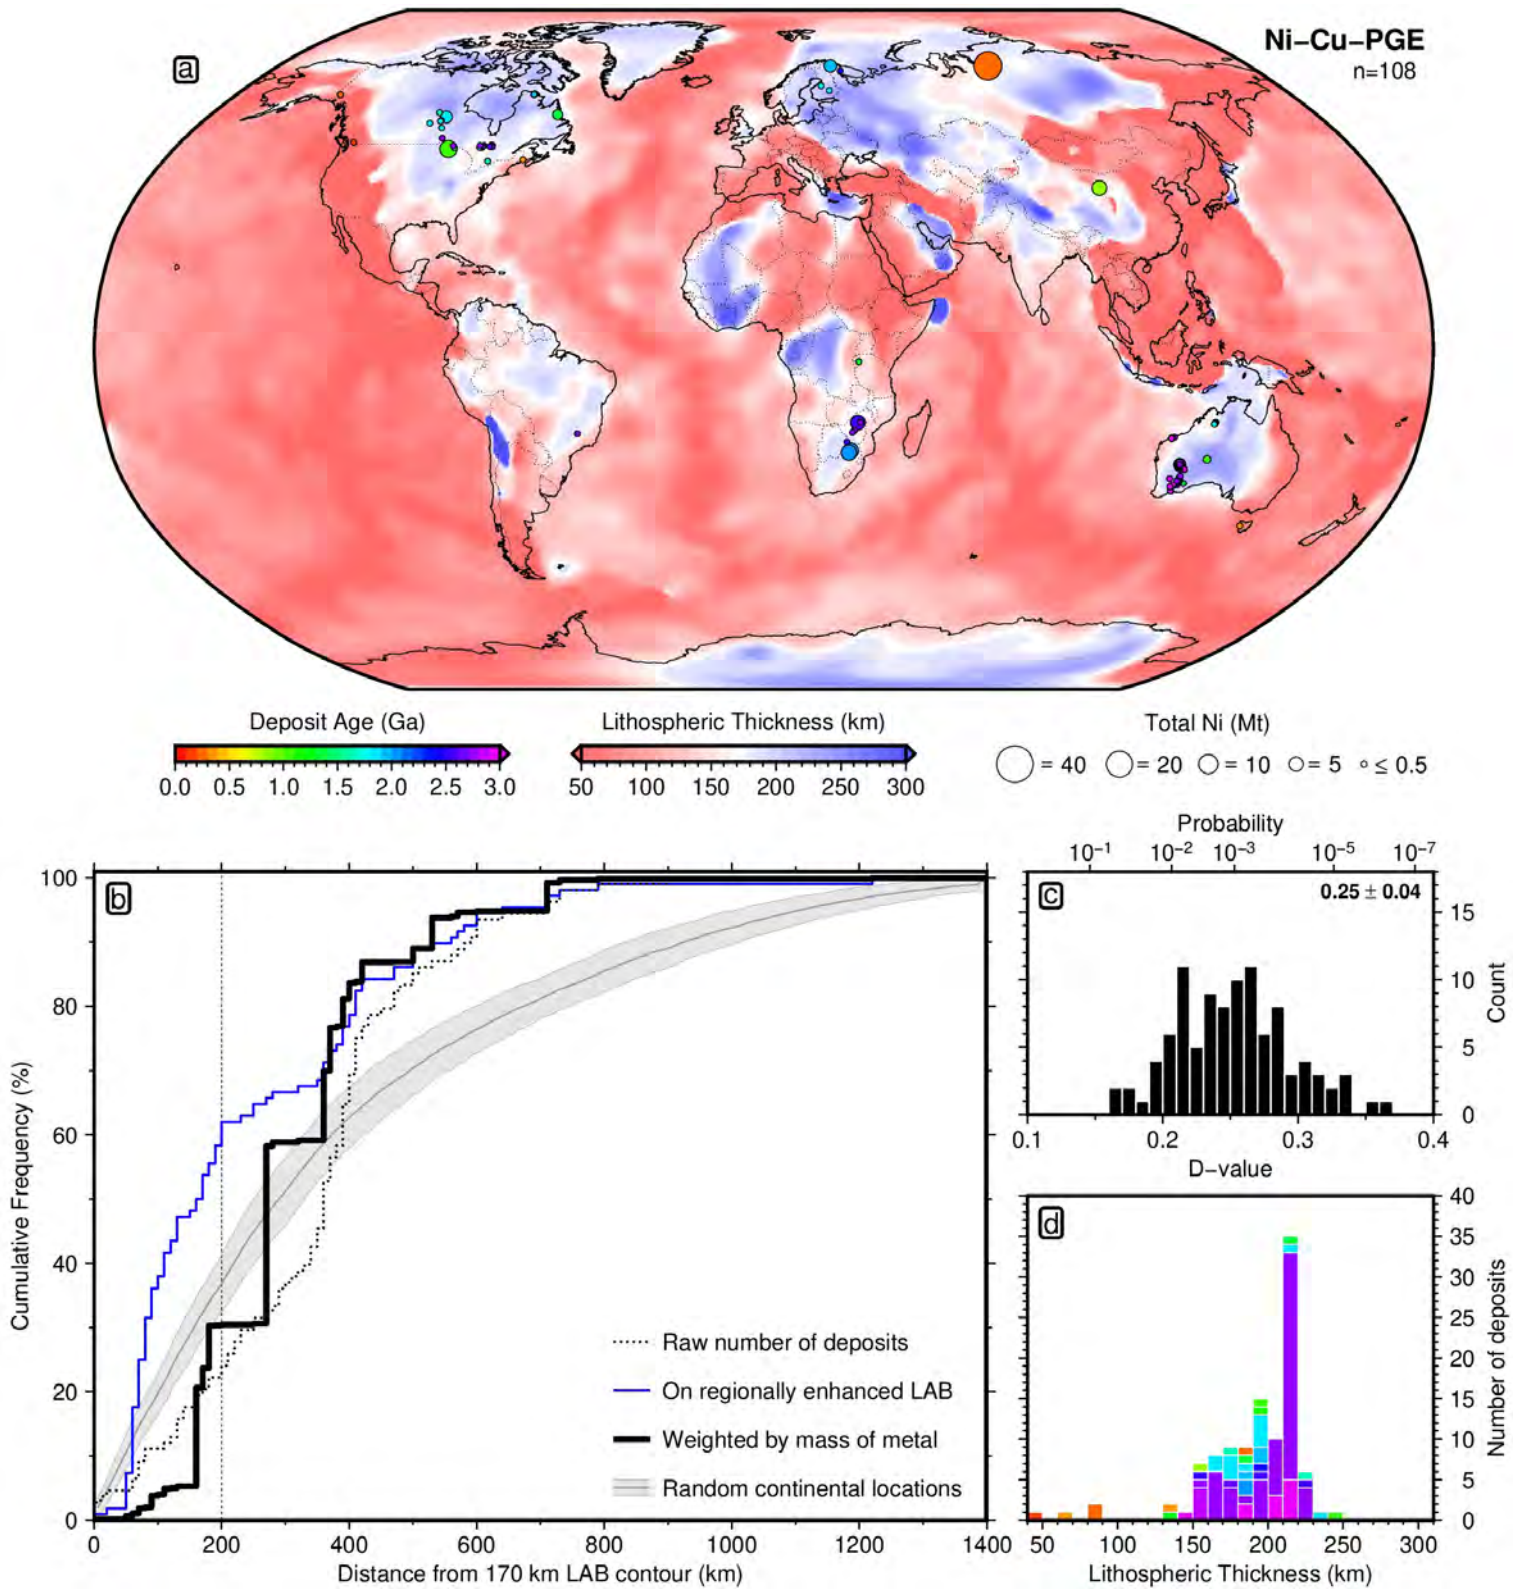 a
Ni–Cu–PGE
n=108
Deposit Age (Ga)
0.0 0.5 1.0 1.5 2.0 2.5 3.0
Lithospheric Thickness (km)
50 100 150 200 250 300
Total Ni (Mt)
= 40 = 20 = 10 = 5 ≤ 0.5
b
100
80
60
40
20
0
Cumulative Frequency (%)
Raw number of deposits
On regionally enhanced LAB
Weighted by mass of metal
Random continental locations
0 200 400 600 800 1000 1200 1400
Distance from 170 km LAB contour (km)
Probability
10⁻¹ 10⁻² 10⁻³ 10⁻⁵ 10⁻⁷
c
0.25 ± 0.04
15
10
5
0
Count
0.1 0.2 0.3 0.4
D–value
d
40
35
30
25
20
15
10
5
0
Number of deposits
50 100 150 200 250 300
Lithospheric Thickness (km)